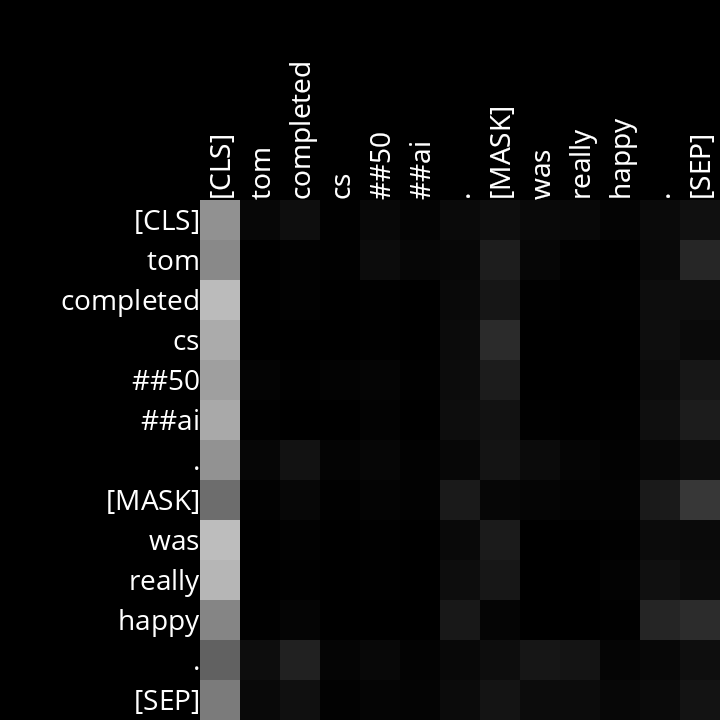 [CLS] tom completed cs ##50 ##ai . [MASK] was really happy . [SEP]
[CLS]
tom
completed
cs
##50
##ai
.
[MASK]
was
really
happy
.
[SEP]